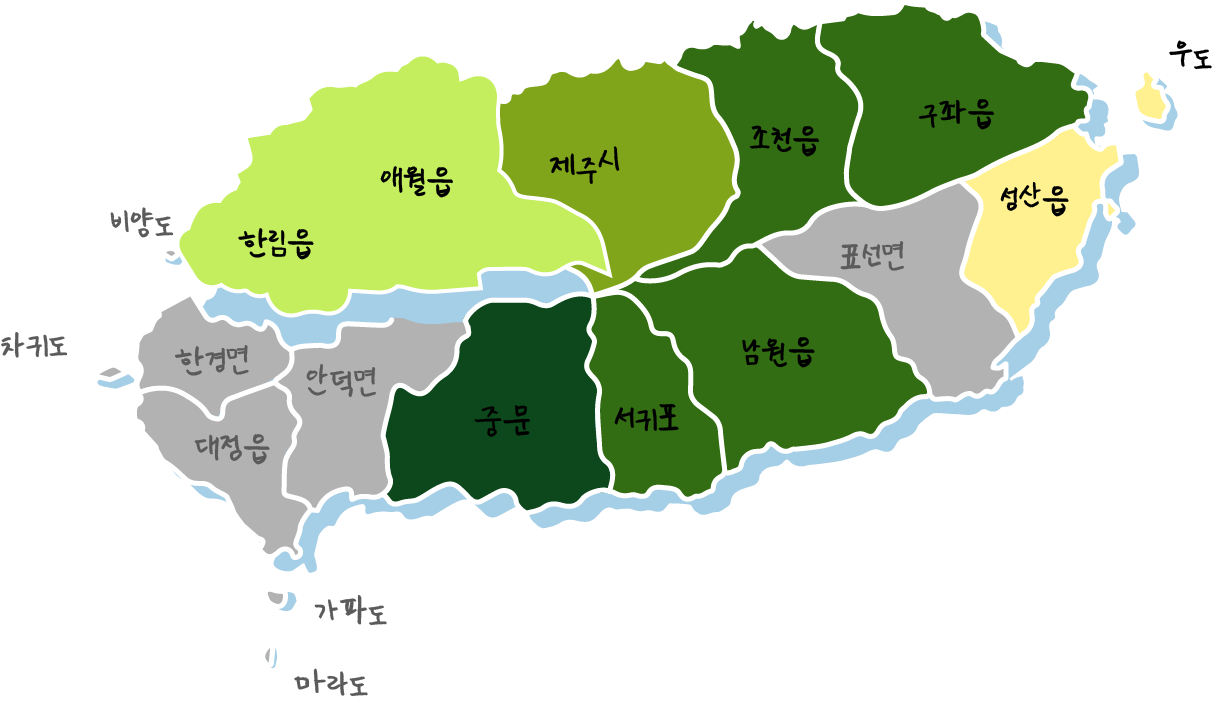 우도
구좌읍
조천읍
제주시
애월읍
성산읍
비양도
한림읍
표선면
차귀도
한경면
남원읍
안덕면
서귀포
중문
대정읍
가파도
마라도